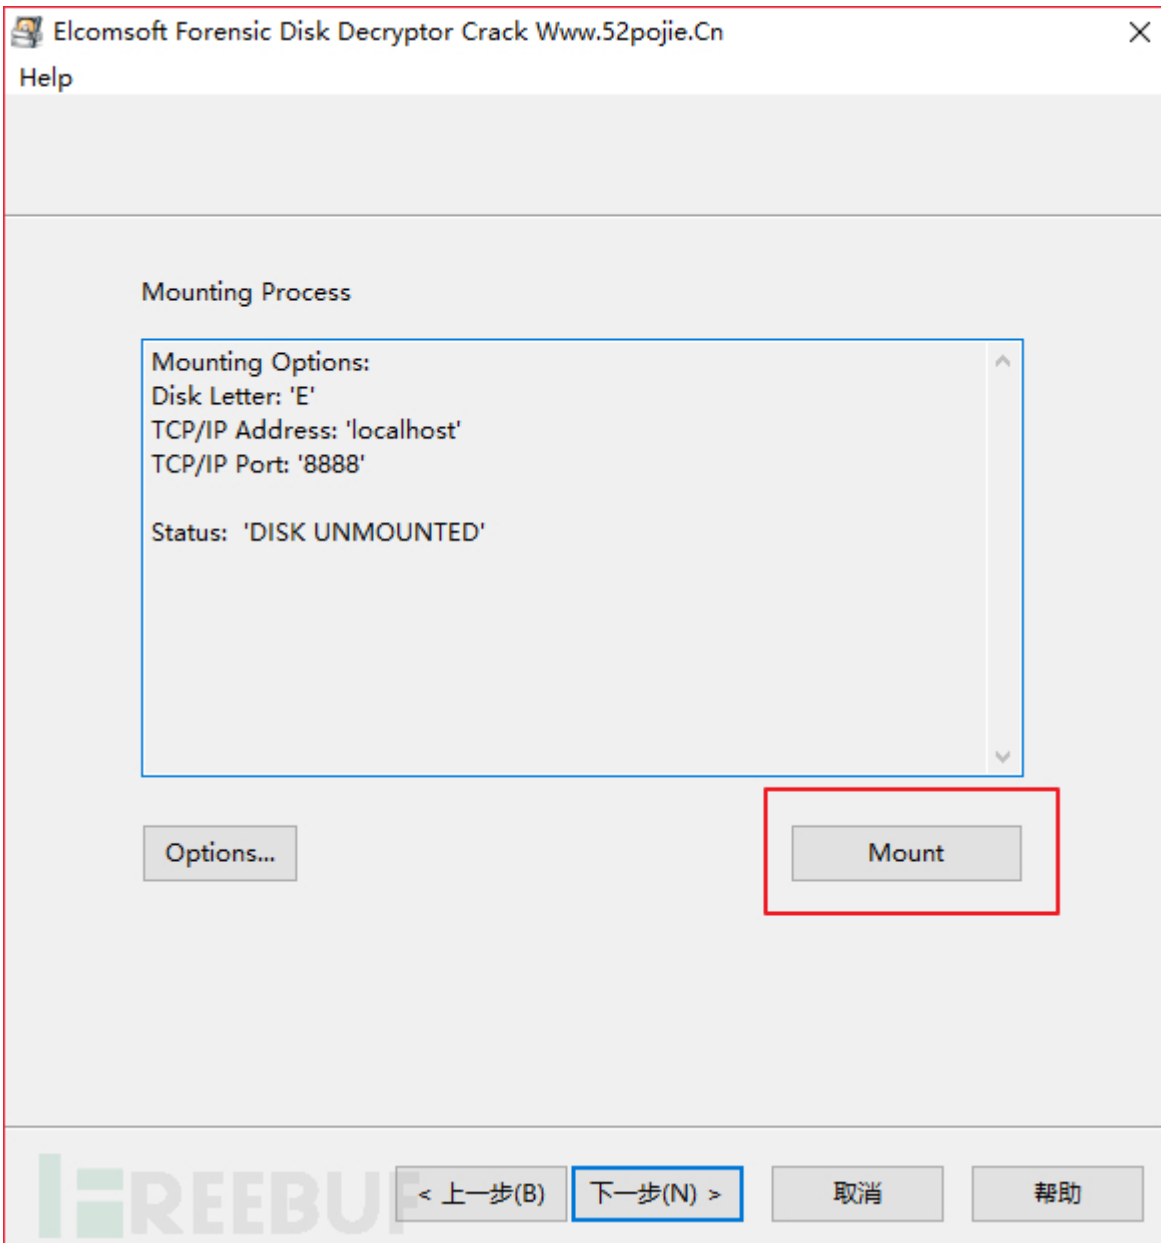 Elcomsoft Forensic Disk Decryptor Crack Www.52pojie.Cn
Help
Mounting Process
Mounting Options:
Disk Letter: 'E'
TCP/IP Address: 'localhost'
TCP/IP Port: '8888'
Status:  'DISK UNMOUNTED'
Options...
Mount
FREEBUF
< 上一步(B)
下一步(N) >
取消
帮助